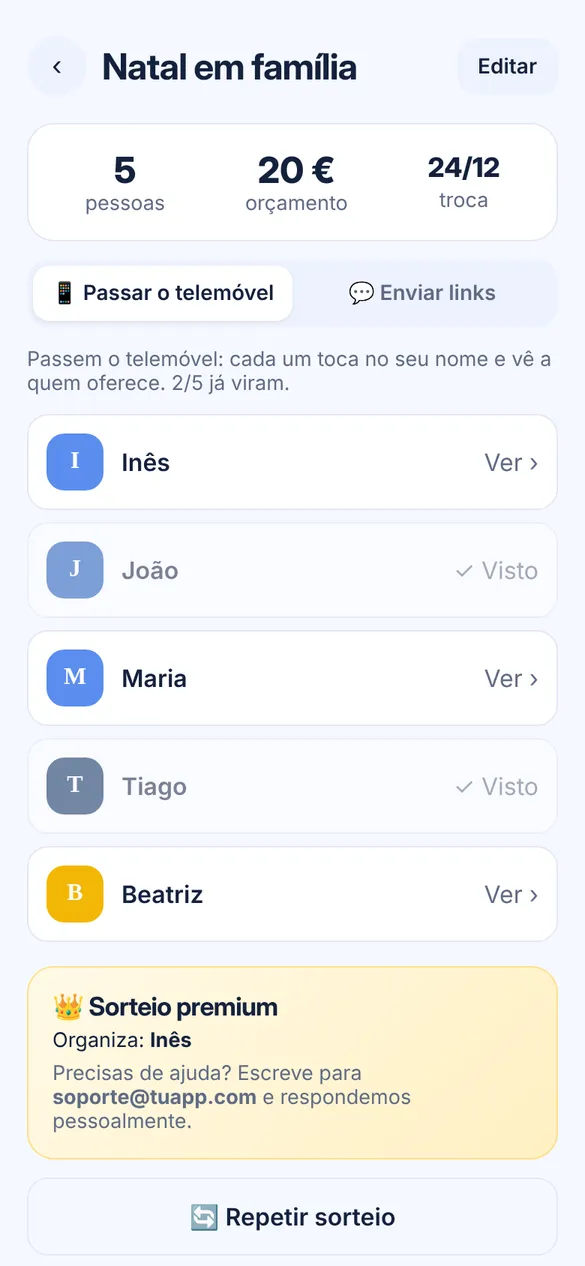 ‹ Natal em família Editar
5 20 € 24/12
pessoas orçamento troca
📱 Passar o telemóvel 💬 Enviar links
Passem o telemóvel: cada um toca no seu nome e vê a
quem oferece. 2/5 já viram.
I Inês Ver ›
J João ✓ Visto
M Maria Ver ›
T Tiago ✓ Visto
B Beatriz Ver ›
👑 Sorteio premium
Organiza: Inês
Precisas de ajuda? Escreve para
soporte@tuapp.com e respondemos
pessoalmente.
🔄 Repetir sorteio